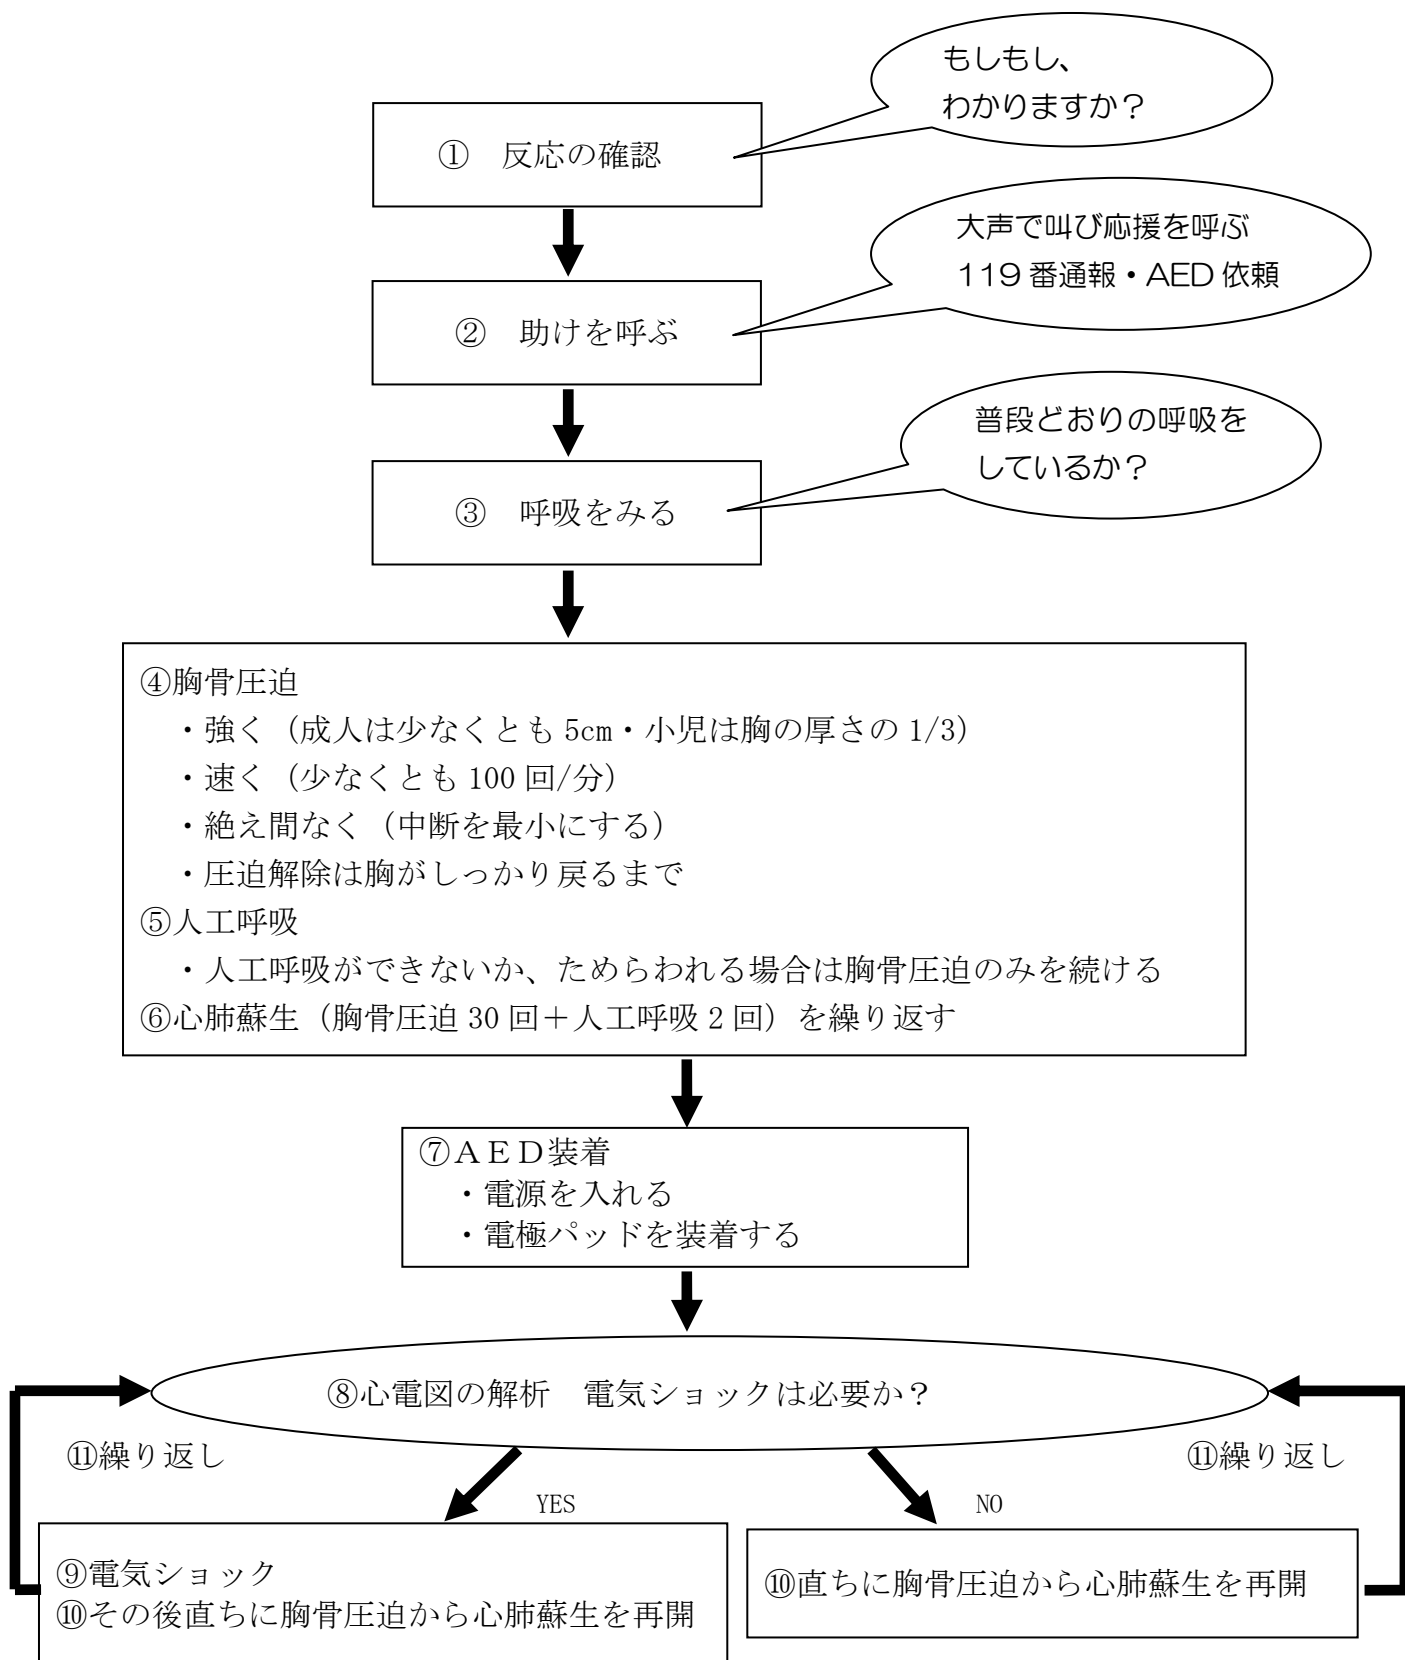 もしもし、
わかりますか？
① 反応の確認
大声で叫び応援を呼ぶ
119番通報・AED依頼
② 助けを呼ぶ
普段どおりの呼吸を
しているか？
③ 呼吸をみる
④胸骨圧迫
・強く（成人は少なくとも 5cm・小児は胸の厚さの 1/3）
・速く（少なくとも 100 回/分）
・絶え間なく（中断を最小にする）
・圧迫解除は胸がしっかり戻るまで
⑤人工呼吸
・人工呼吸ができないか、ためらわれる場合は胸骨圧迫のみを続ける
⑥心肺蘇生（胸骨圧迫 30 回＋人工呼吸 2 回）を繰り返す
⑦ＡＥＤ装着
・電源を入れる
・電極パッドを装着する
⑧心電図の解析　電気ショックは必要か？
⑪繰り返し
⑪繰り返し
YES
NO
⑨電気ショック
⑩その後直ちに胸骨圧迫から心肺蘇生を再開
⑩直ちに胸骨圧迫から心肺蘇生を再開